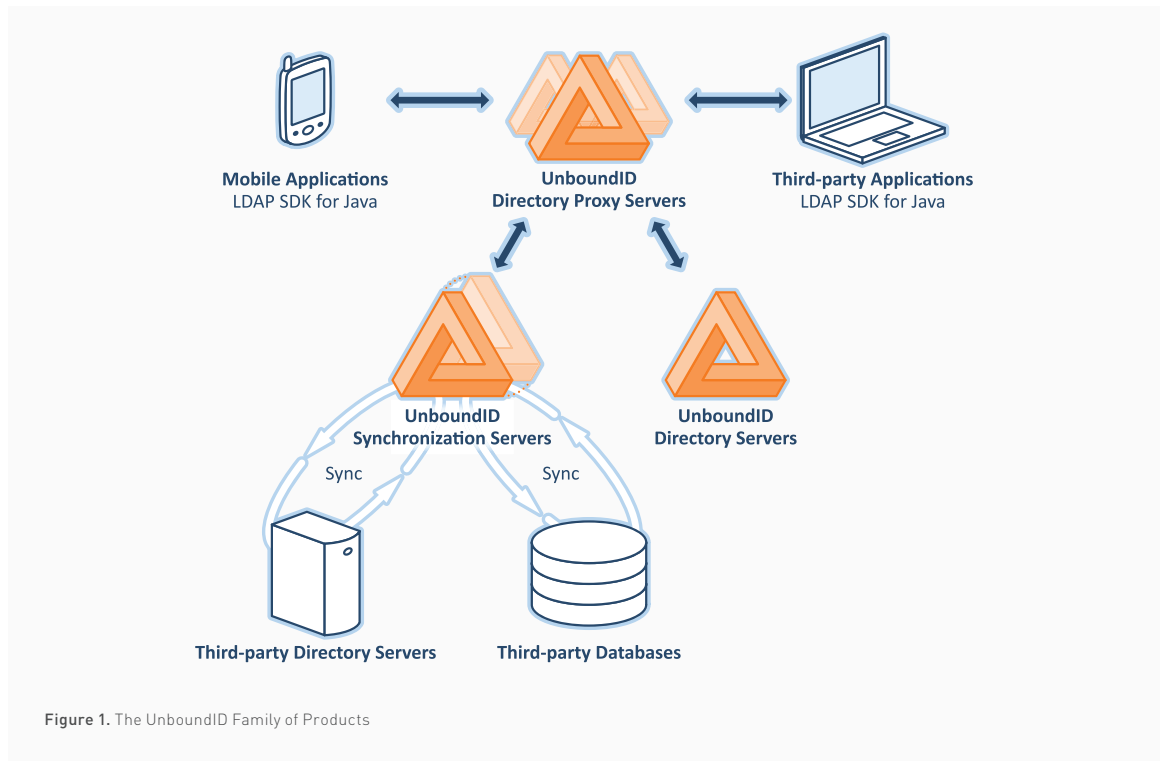 Mobile Applications
LDAP SDK for Java
UnboundID
Directory Proxy Servers
Third-party Applications
LDAP SDK for Java
UnboundID
Synchronization Servers
UnboundID
Directory Servers
Sync
Sync
Third-party Directory Servers
Third-party Databases
Figure 1. The UnboundID Family of Products